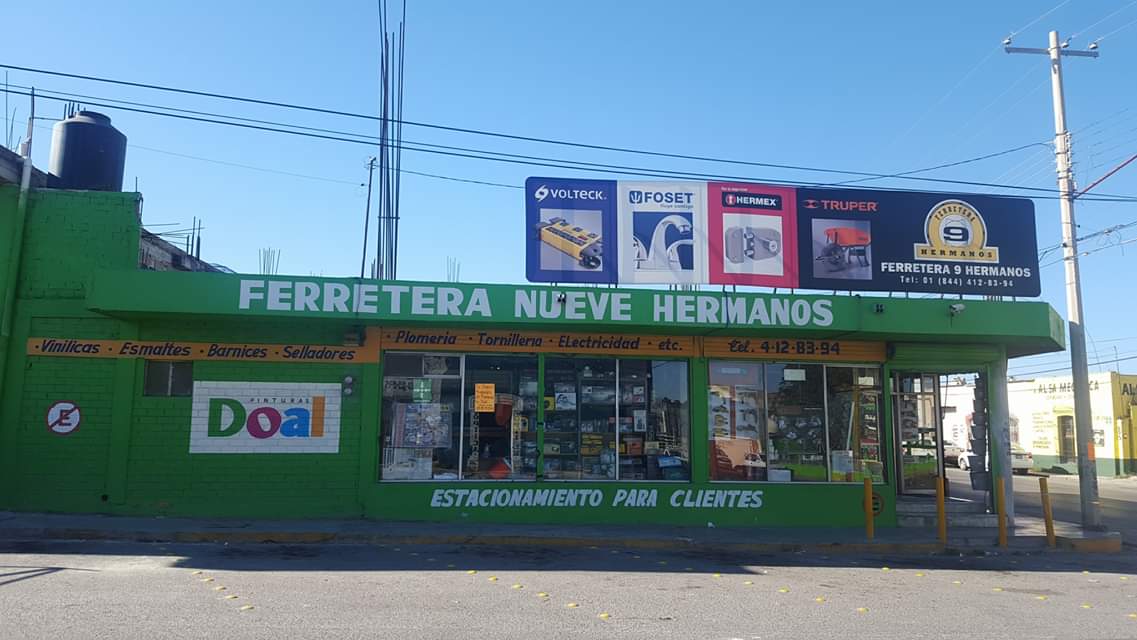 VOLTECK
FOSET
HERMEX
TRUPER
FERRETERA
9
HERMANOS
FERRETERA 9 HERMANOS
Tel: 01 (844) 412-83-94
FERRETERA NUEVE HERMANOS
Vinilicas · Esmaltes · Barnices · Selladores
Plomeria · Tornilleria · Electricidad · etc.
Tel. 4·12·83·94
PINTURAS
Doal
E
ESTACIONAMIENTO PARA CLIENTES
E